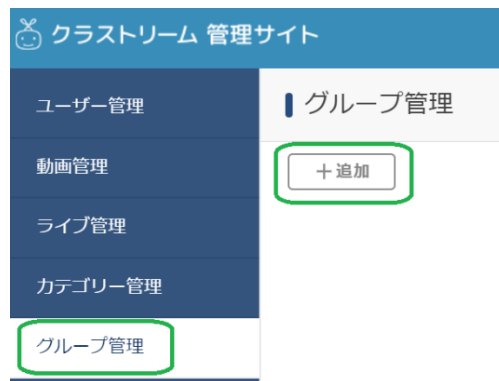 クラストリーム 管理サイト
ユーザー管理
動画管理
ライブ管理
カテゴリー管理
グループ管理
グループ管理
＋追加